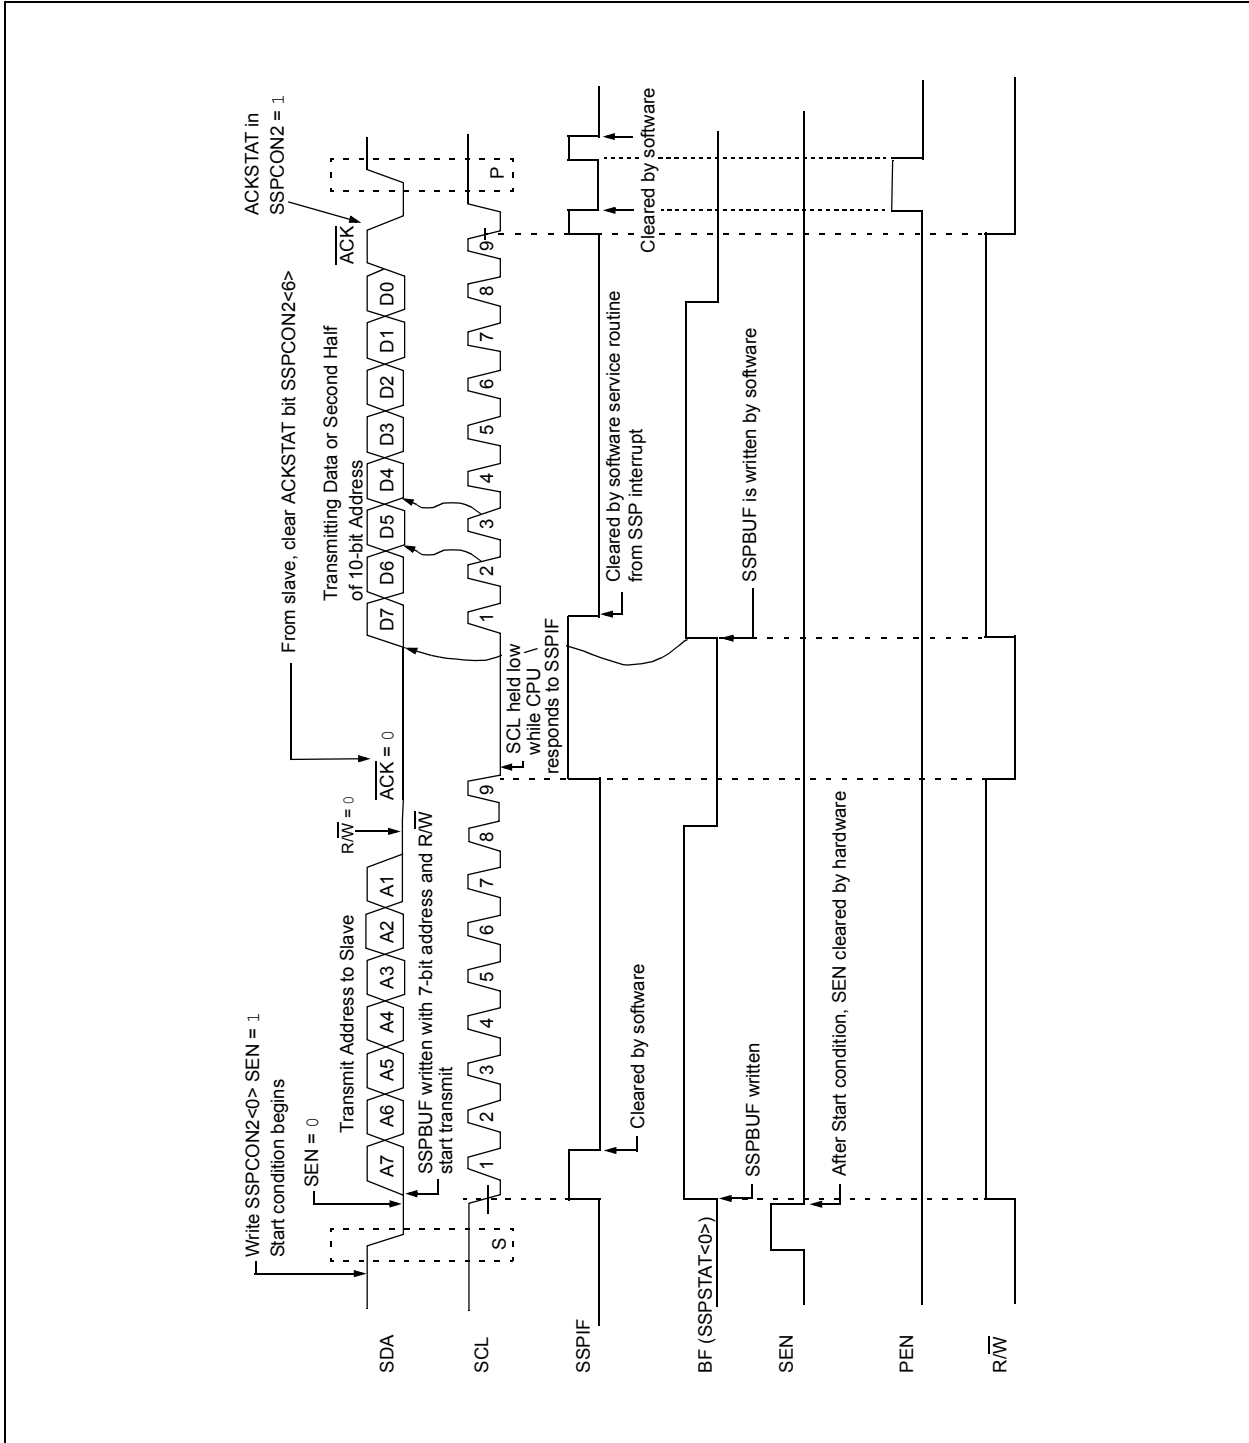 Write SSPCON2<0> SEN = 1
Start condition begins
SEN = 0
Transmit Address to Slave
R/W = 0
From slave, clear ACKSTAT bit SSPCON2<6>
ACK = 0
Transmitting Data or Second Half
of 10-bit Address
ACK
ACKSTAT in
SSPCON2 = 1
SDA
A7 A6 A5 A4 A3 A2 A1
D7 D6 D5 D4 D3 D2 D1 D0
SSPBUF written with 7-bit address and R/W
start transmit
SCL
S
1 2 3 4 5 6 7 8 9
1 2 3 4 5 6 7 8 9
P
SCL held low
while CPU
responds to SSPIF
SSPIF
Cleared by software
Cleared by software service routine
from SSP interrupt
Cleared by software
BF (SSPSTAT<0>)
SSPBUF written
SSPBUF is written by software
SEN
After Start condition, SEN cleared by hardware
PEN
R/W